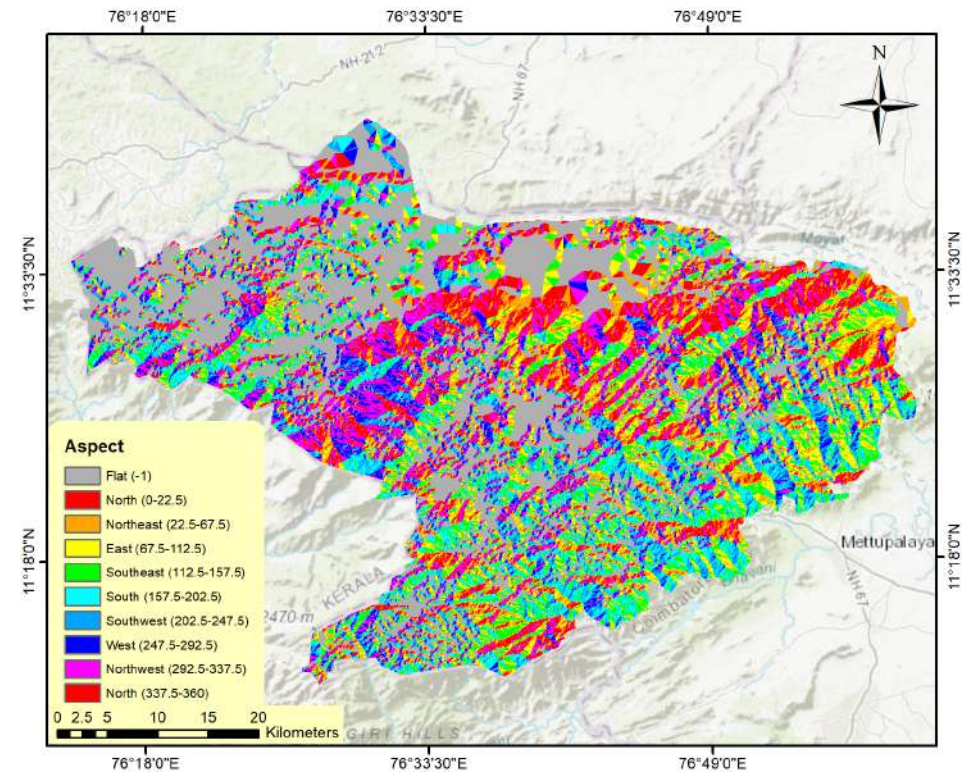 76°18'0"E 76°33'30"E 76°49'0"E
NH-212
NH 67
N
Moyar
11°33'30"N
11°33'30"N
Aspect
Flat (-1)
North (0-22.5)
Northeast (22.5-67.5)
East (67.5-112.5)
Southeast (112.5-157.5)
South (157.5-202.5)
Southwest (202.5-247.5)
West (247.5-292.5)
Northwest (292.5-337.5)
North (337.5-360)
0 2.5 5 10 15 20
Kilometers
11°18'0"N
11°18'0"N
Mettupalaya
NH 67
KERALA
2470 m
Coimbatore
GIRI HILLS
76°18'0"E 76°33'30"E 76°49'0"E